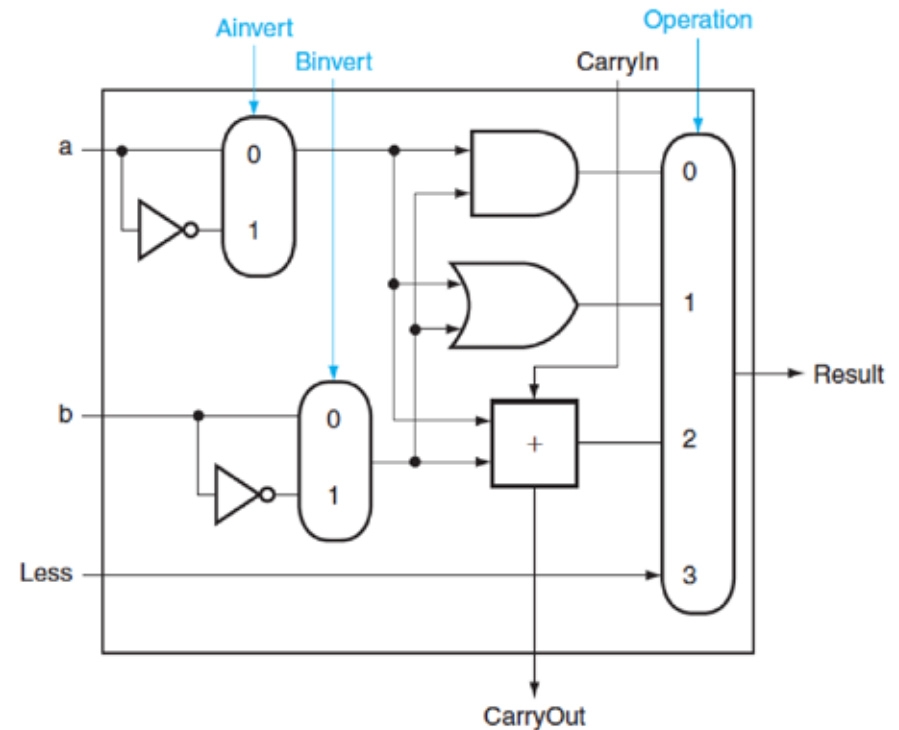 Ainvert
Binvert
CarryIn
Operation
a
0
1
b
0
1
+
0
1
2
3
Result
Less
CarryOut